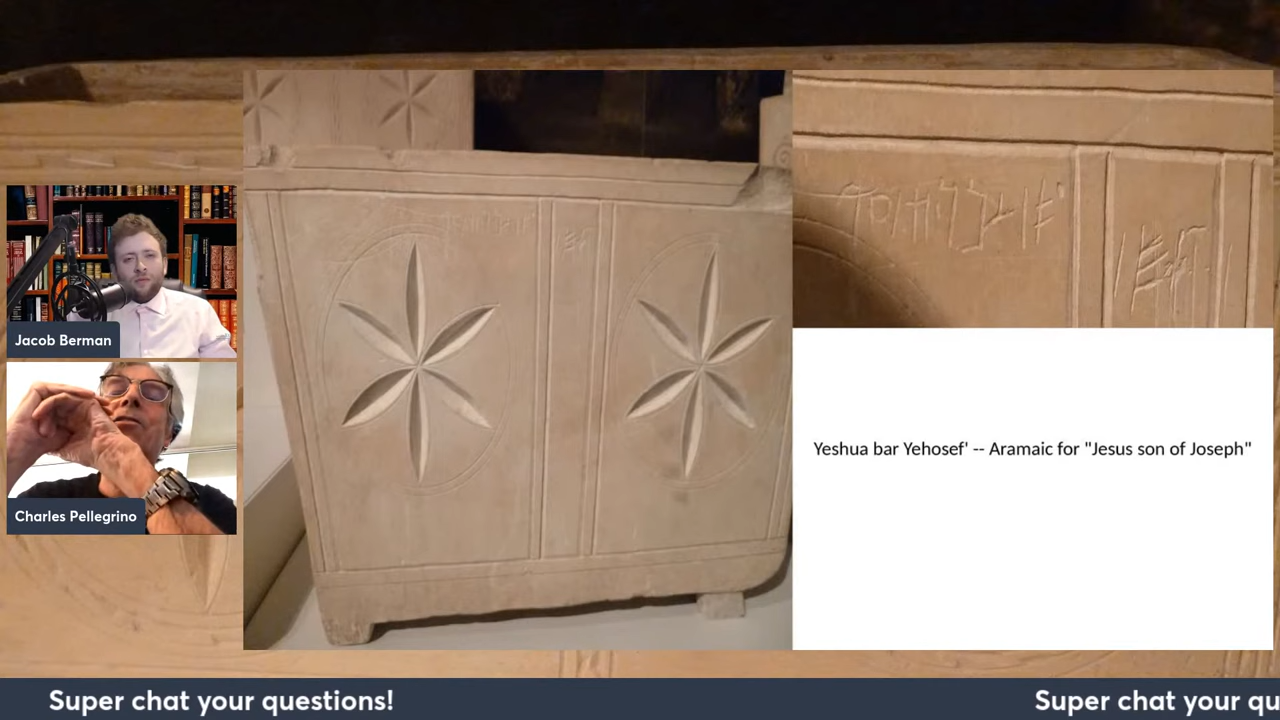 Jacob Berman
Charles Pellegrino
Yeshua bar Yehosef' -- Aramaic for "Jesus son of Joseph"
Super chat your questions!
Super chat your qu